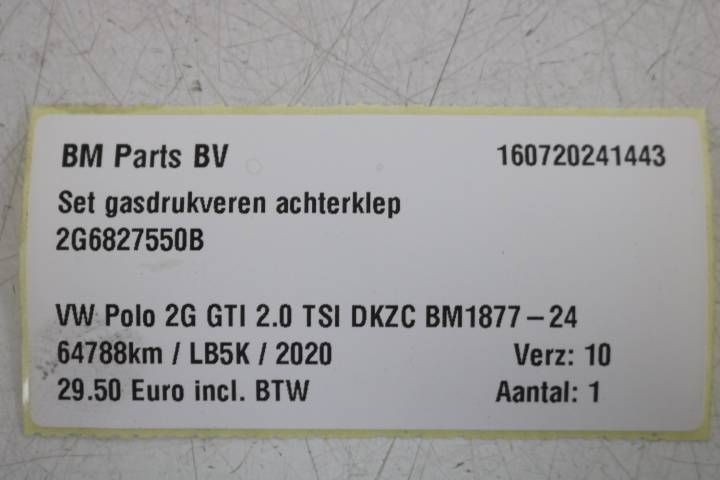 BM Parts BV 160720241443
Set gasdrukveren achterklep
2G6827550B
VW Polo 2G GTI 2.0 TSI DKZC BM1877-24
64788km / LB5K / 2020 Verz: 10
29.50 Euro incl. BTW Aantal: 1